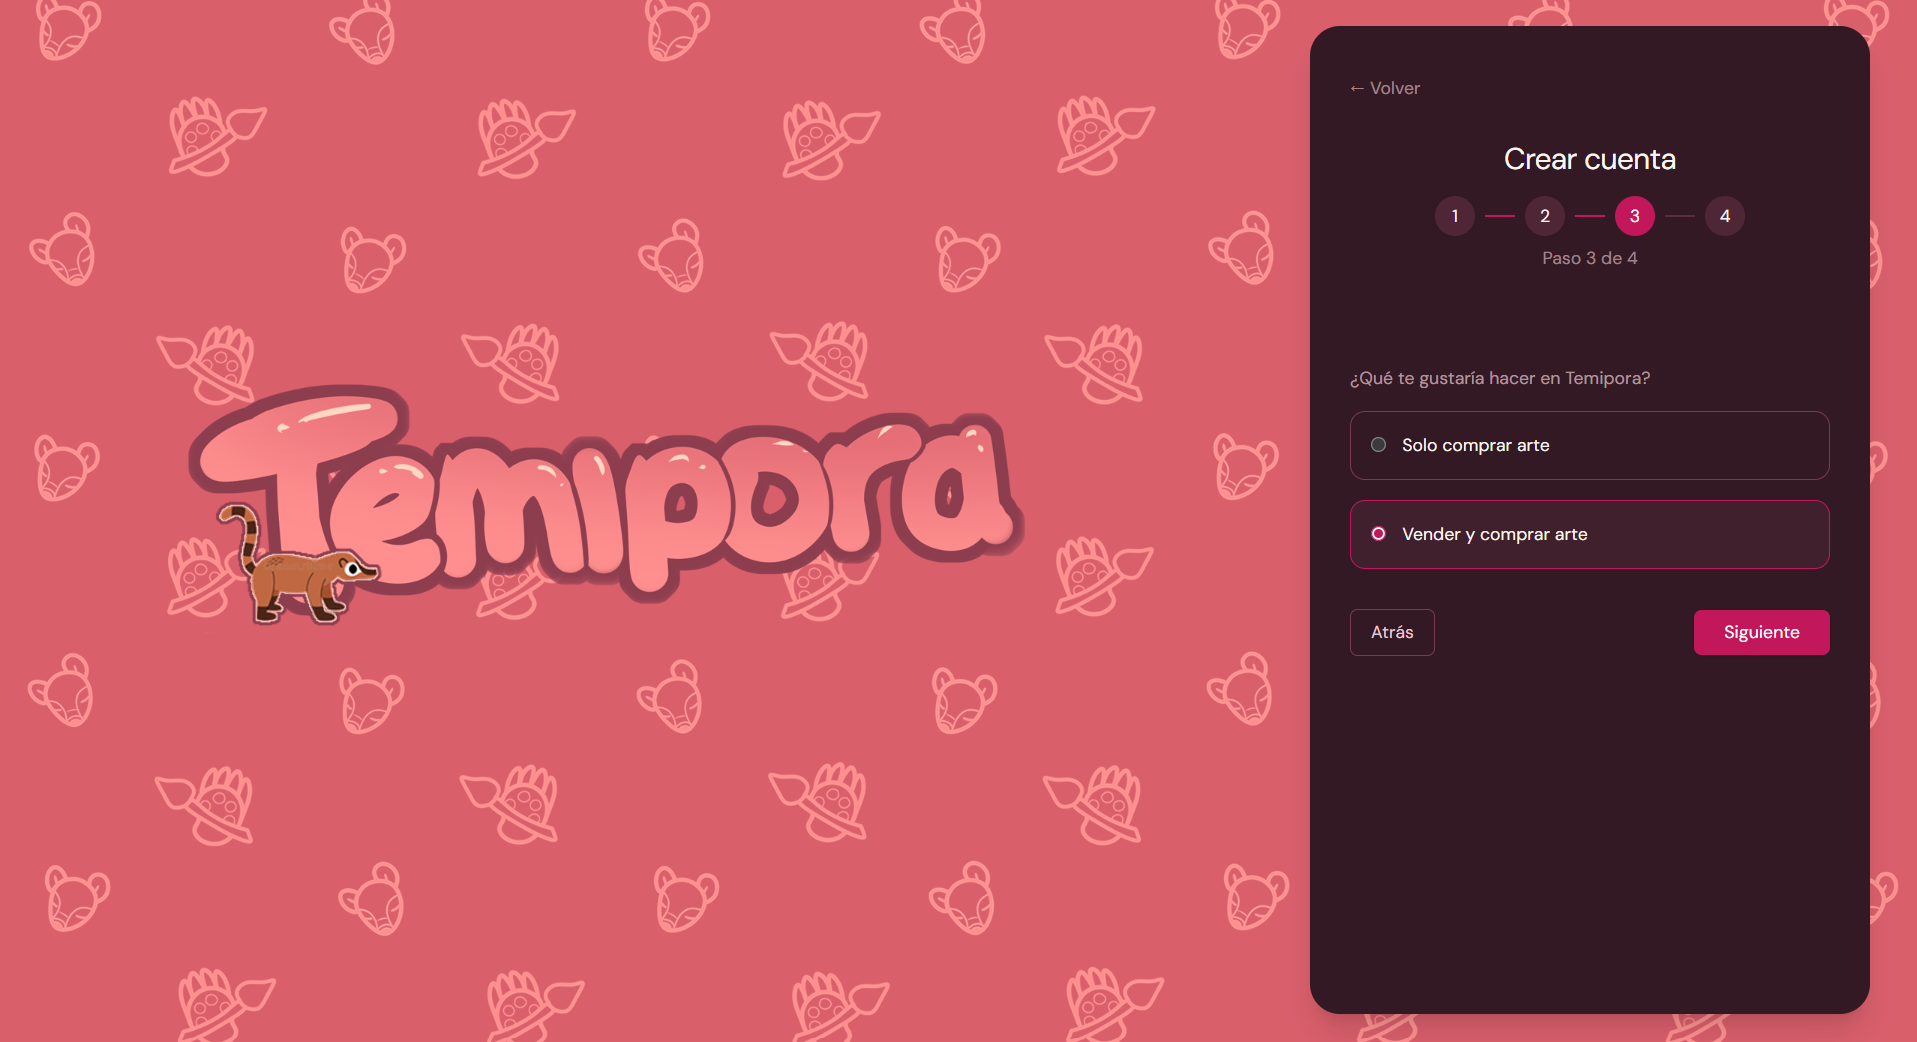 Temipora
← Volver
Crear cuenta
1 2 3 4
Paso 3 de 4
¿Qué te gustaría hacer en Temipora?
Solo comprar arte
Vender y comprar arte
Atrás
Siguiente